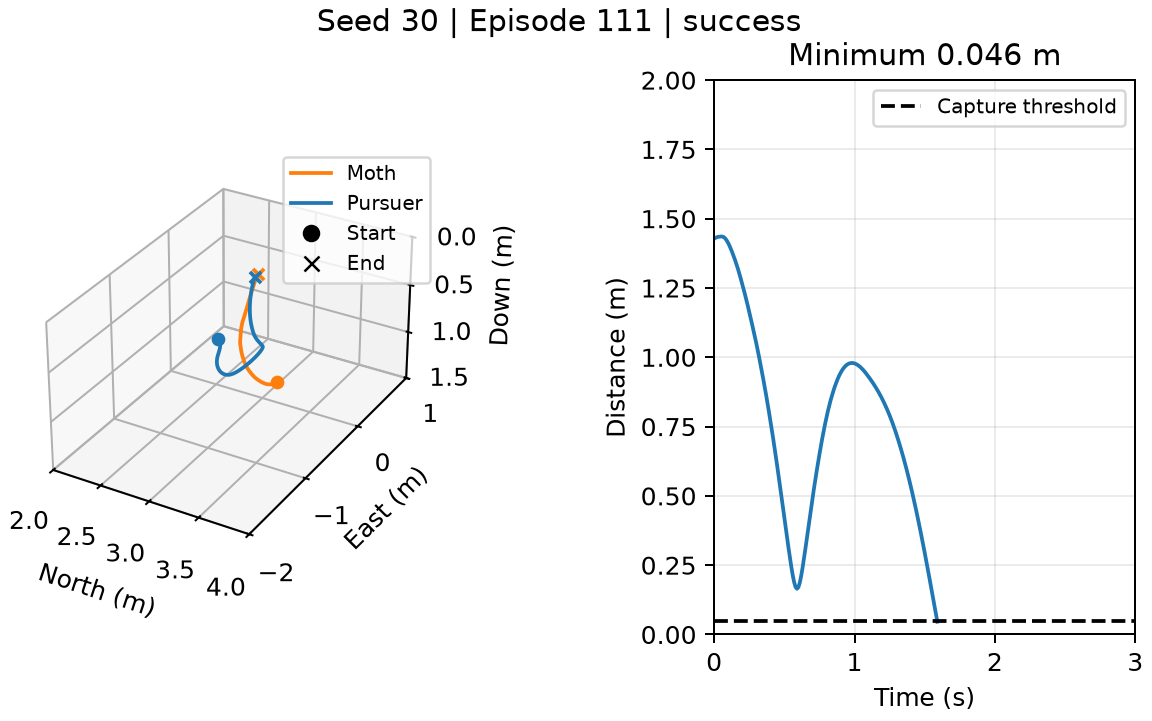 Seed 30 | Episode 111 | success
Moth
Pursuer
Start
End
0.0
0.5
1.0
1.5
Down (m)
1
0
−1
−2
East (m)
2.0
2.5
3.0
3.5
4.0
North (m)
Minimum 0.046 m
Capture threshold
2.00
1.75
1.50
1.25
1.00
0.75
0.50
0.25
0.00
Distance (m)
0 1 2 3
Time (s)